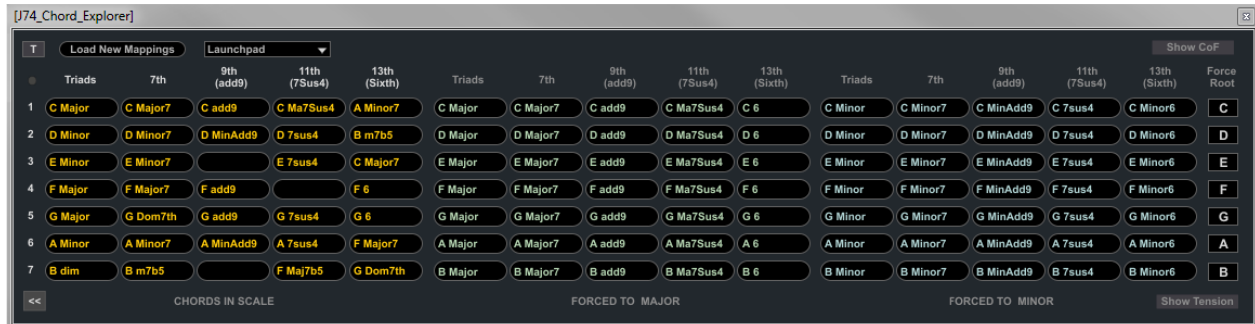 [J74_Chord_Explorer]
T Load New Mappings Launchpad Show CoF
Triads 7th 9th (add9) 11th (7Sus4) 13th (Sixth) Triads 7th 9th (add9) 11th (7Sus4) 13th (Sixth) Triads 7th 9th (add9) 11th (7Sus4) 13th (Sixth) Force Root
1 C Major C Major7 C add9 C Ma7Sus4 A Minor7 C Major C Major7 C add9 C Ma7Sus4 C 6 C Minor C Minor7 C MinAdd9 C 7sus4 C Minor6 C
2 D Minor D Minor7 D MinAdd9 D 7sus4 B m7b5 D Major D Major7 D add9 D Ma7Sus4 D 6 D Minor D Minor7 D MinAdd9 D 7sus4 D Minor6 D
3 E Minor E Minor7 E 7sus4 C Major7 E Major E Major7 E add9 E Ma7Sus4 E 6 E Minor E Minor7 E MinAdd9 E 7sus4 E Minor6 E
4 F Major F Major7 F add9 F 6 F Major F Major7 F add9 F Ma7Sus4 F 6 F Minor F Minor7 F MinAdd9 F 7sus4 F Minor6 F
5 G Major G Dom7th G add9 G 7sus4 G 6 G Major G Major7 G add9 G Ma7Sus4 G 6 G Minor G Minor7 G MinAdd9 G 7sus4 G Minor6 G
6 A Minor A Minor7 A MinAdd9 A 7sus4 F Major7 A Major A Major7 A add9 A Ma7Sus4 A 6 A Minor A Minor7 A MinAdd9 A 7sus4 A Minor6 A
7 B dim B m7b5 F Maj7b5 G Dom7th B Major B Major7 B add9 B Ma7Sus4 B 6 B Minor B Minor7 B MinAdd9 B 7sus4 B Minor6 B
<< CHORDS IN SCALE FORCED TO MAJOR FORCED TO MINOR Show Tension